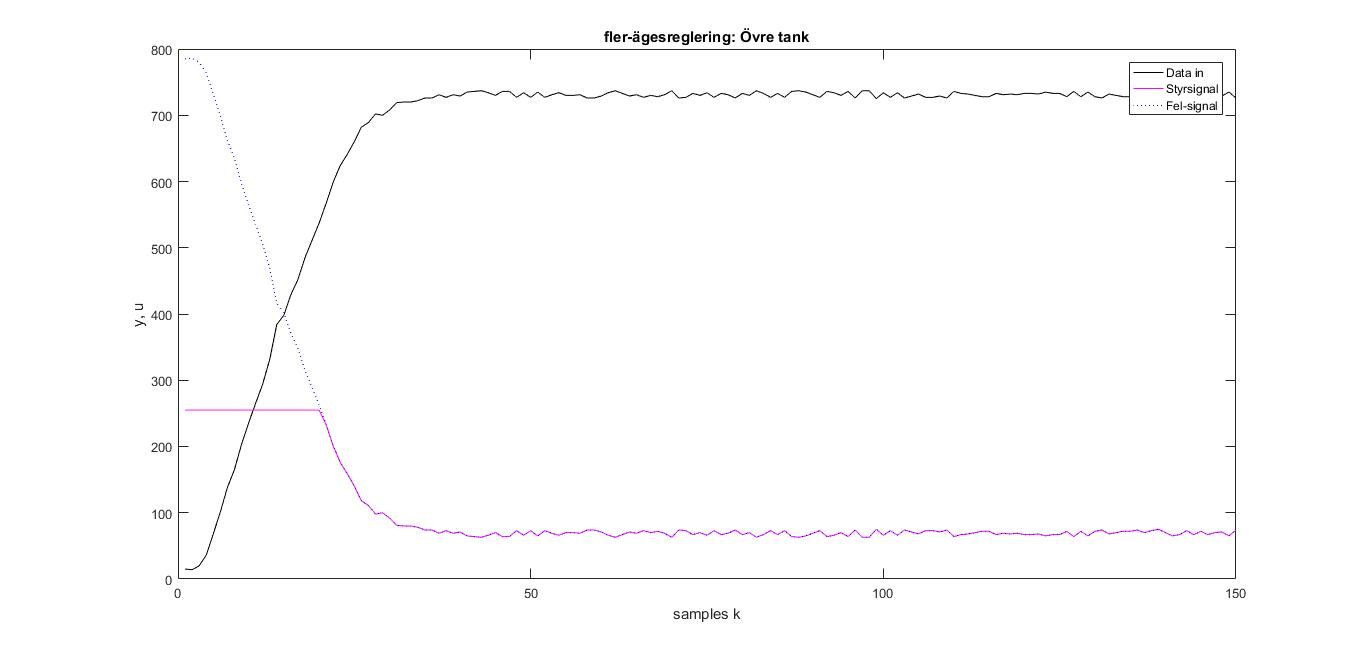 fler-ägesreglering: Övre tank
800
700
600
500
400
300
200
100
0
y, u
Data in
Styrsignal
Fel-signal
0 50 100 150
samples k